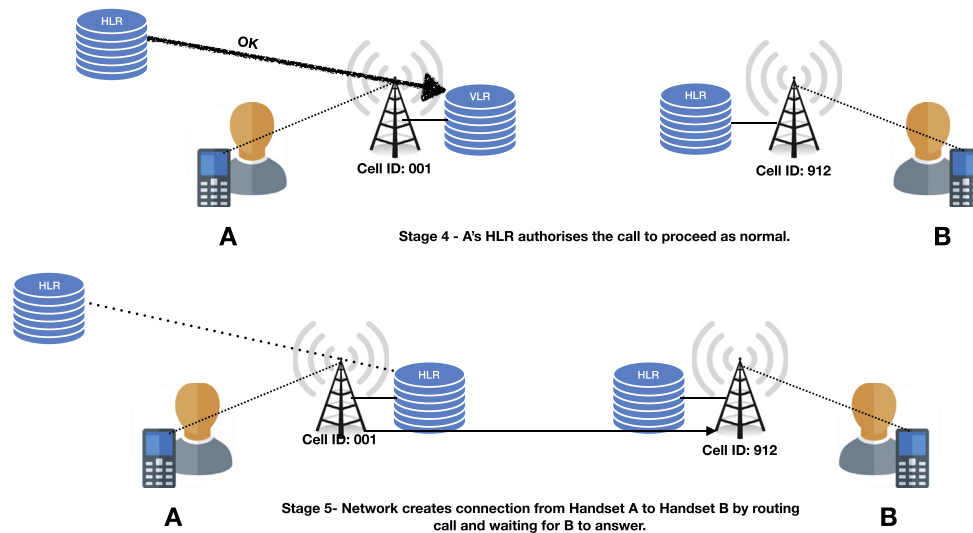 HLR
OK
VLR
HLR
Cell ID: 001
Cell ID: 912
A
Stage 4 - A's HLR authorises the call to proceed as normal.
B
HLR
HLR
HLR
Cell ID: 001
Cell ID: 912
A
Stage 5- Network creates connection from Handset A to Handset B by routing
call and waiting for B to answer.
B